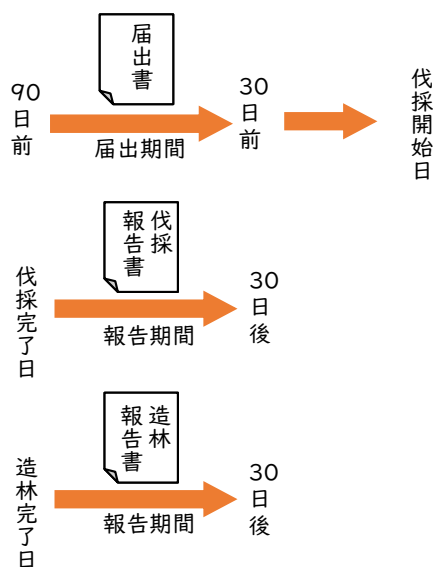 90日前
届出書
届出期間
30日前
伐採開始日
伐採完了日
伐採
報告書
報告期間
30日後
造林完了日
造林
報告書
報告期間
30日後